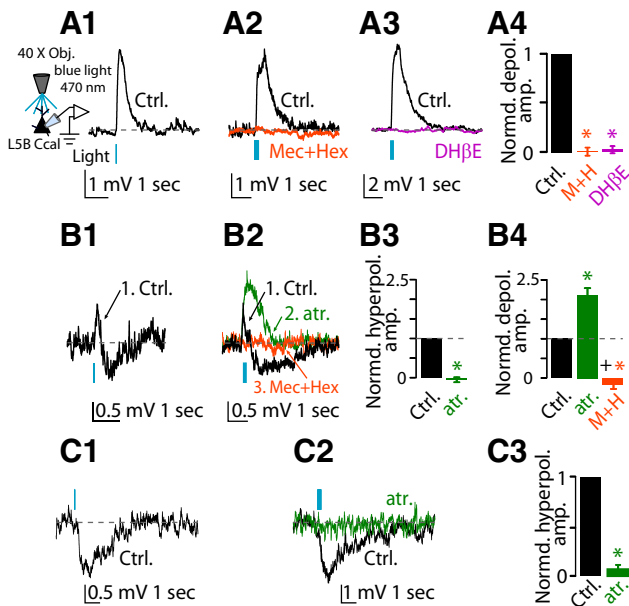 A1
A2
A3
A4
40 X Obj.
blue light
470 nm
L5B Ccal
Light
Ctrl.
1 mV 1 sec
Ctrl.
Mec+Hex
1 mV 1 sec
Ctrl.
DHβE
2 mV 1 sec
Normd. depol.
amp.
1
0
*
*
Ctrl.
M+H
DHβE
B1
B2
B3
B4
1. Ctrl.
0.5 mV 1 sec
1. Ctrl.
2. atr.
3. Mec+Hex
0.5 mV 1 sec
Normd. hyperpol.
amp.
2.5
0
*
Ctrl.
atr.
Normd. depol.
amp.
2.5
0
*
+*
Ctrl.
atr.
M+H
C1
C2
C3
Ctrl.
0.5 mV 1 sec
atr.
Ctrl.
1 mV 1 sec
Normd. hyperpol.
amp.
1
0
*
Ctrl.
atr.